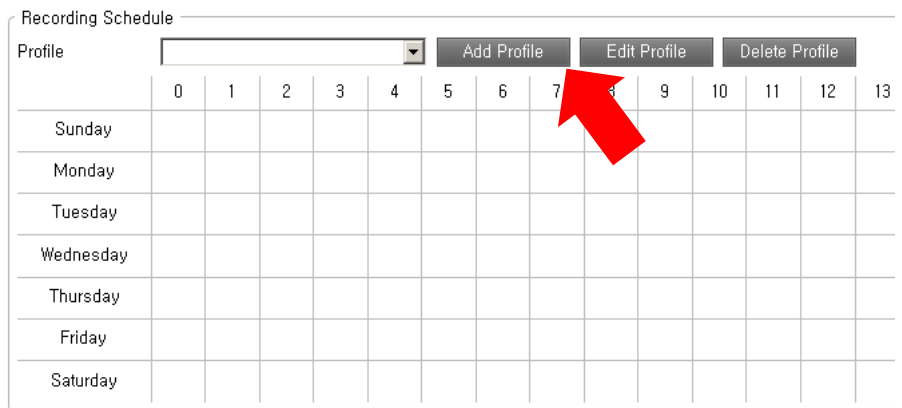 Recording Schedule
Profile Add Profile Edit Profile Delete Profile
0 1 2 3 4 5 6 7 8 9 10 11 12 13
Sunday
Monday
Tuesday
Wednesday
Thursday
Friday
Saturday